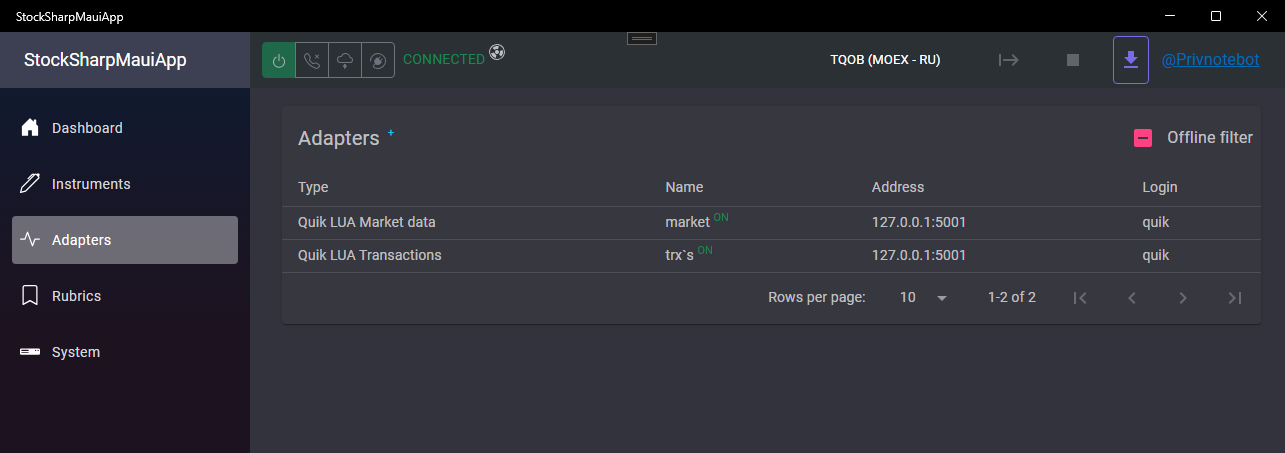 StockSharpMauiApp
StockSharpMauiApp
CONNECTED
TQOB (MOEX - RU)
@Privnotebot
Dashboard
Instruments
Adapters
Rubrics
System
Adapters +
Offline filter
Type Name Address Login
Quik LUA Market data market ON 127.0.0.1:5001 quik
Quik LUA Transactions trx`s ON 127.0.0.1:5001 quik
Rows per page: 10 1-2 of 2